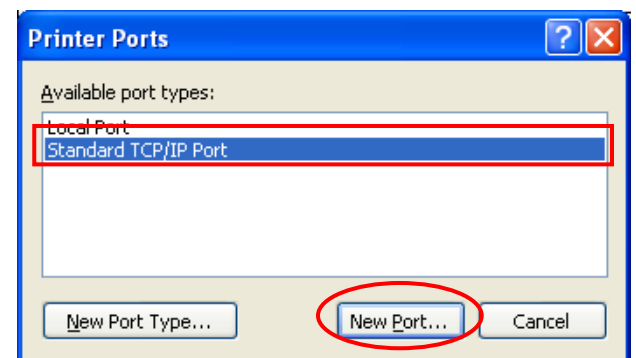 Printer Ports
Available port types:
Local Port
Standard TCP/IP Port
New Port Type...
New Port...
Cancel